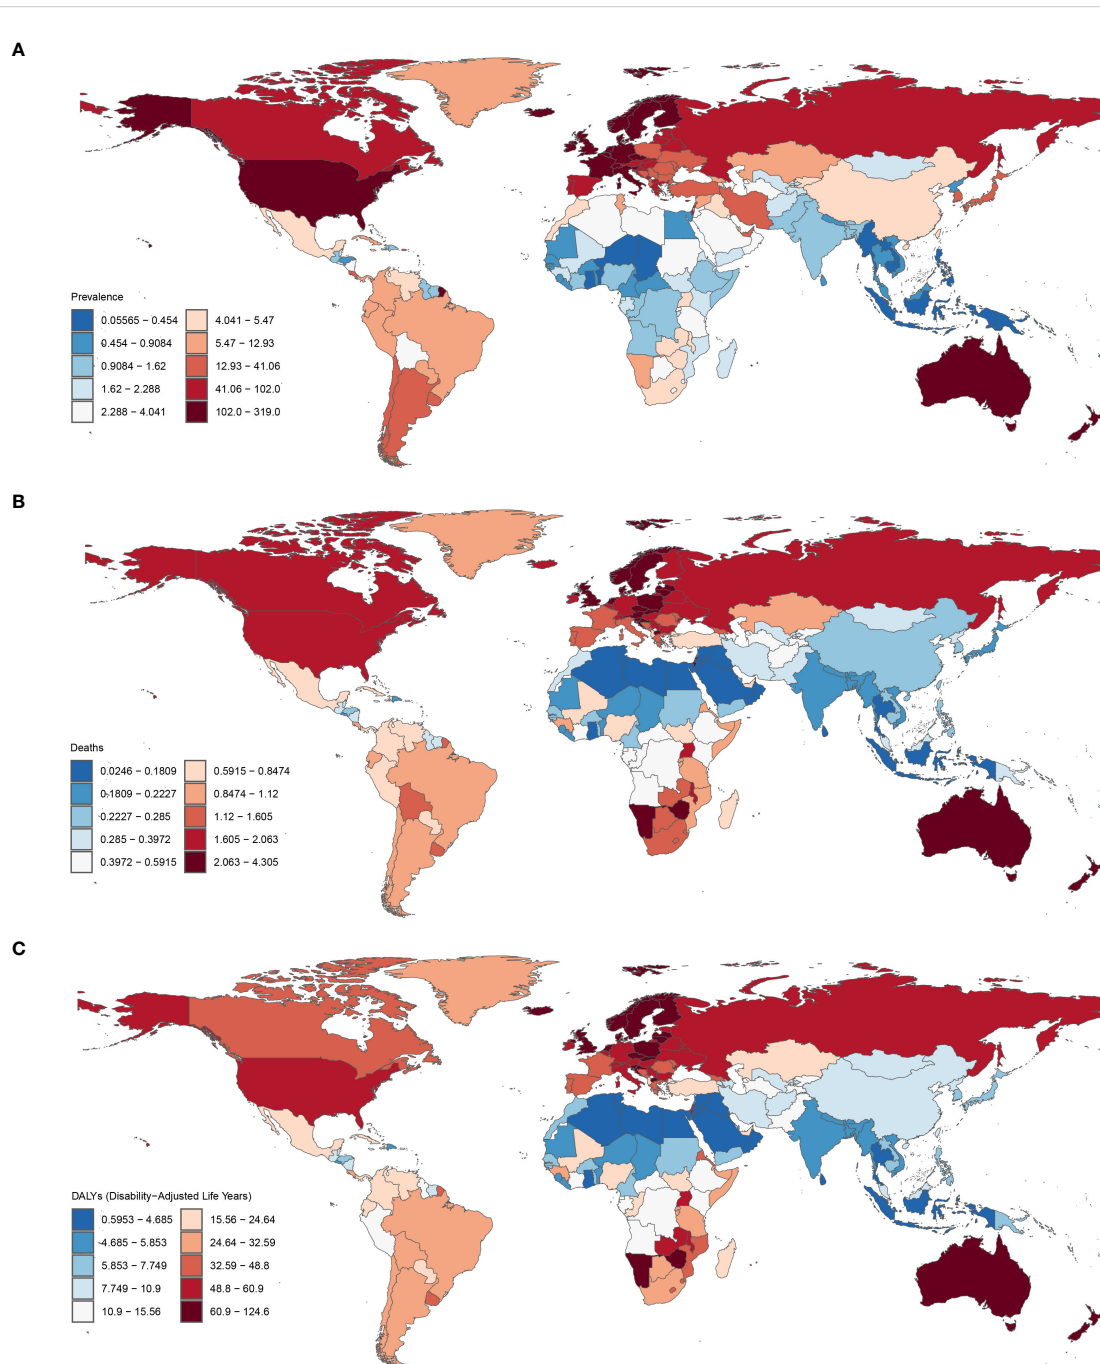 A
Prevalence
0.05565 – 0.454
4.041 – 5.47
0.454 – 0.9084
5.47 – 12.93
0.9084 – 1.62
12.93 – 41.06
1.62 – 2.288
41.06 – 102.0
2.288 – 4.041
102.0 – 319.0
B
Deaths
0.0246 – 0.1809
0.5915 – 0.8474
0.1809 – 0.2227
0.8474 – 1.12
0.2227 – 0.285
1.12 – 1.605
0.285 – 0.3972
1.605 – 2.063
0.3972 – 0.5915
2.063 – 4.305
C
DALYs (Disability–Adjusted Life Years)
0.5953 – 4.685
15.56 – 24.64
4.685 – 5.853
24.64 – 32.59
5.853 – 7.749
32.59 – 48.8
7.749 – 10.9
48.8 – 60.9
10.9 – 15.56
60.9 – 124.6